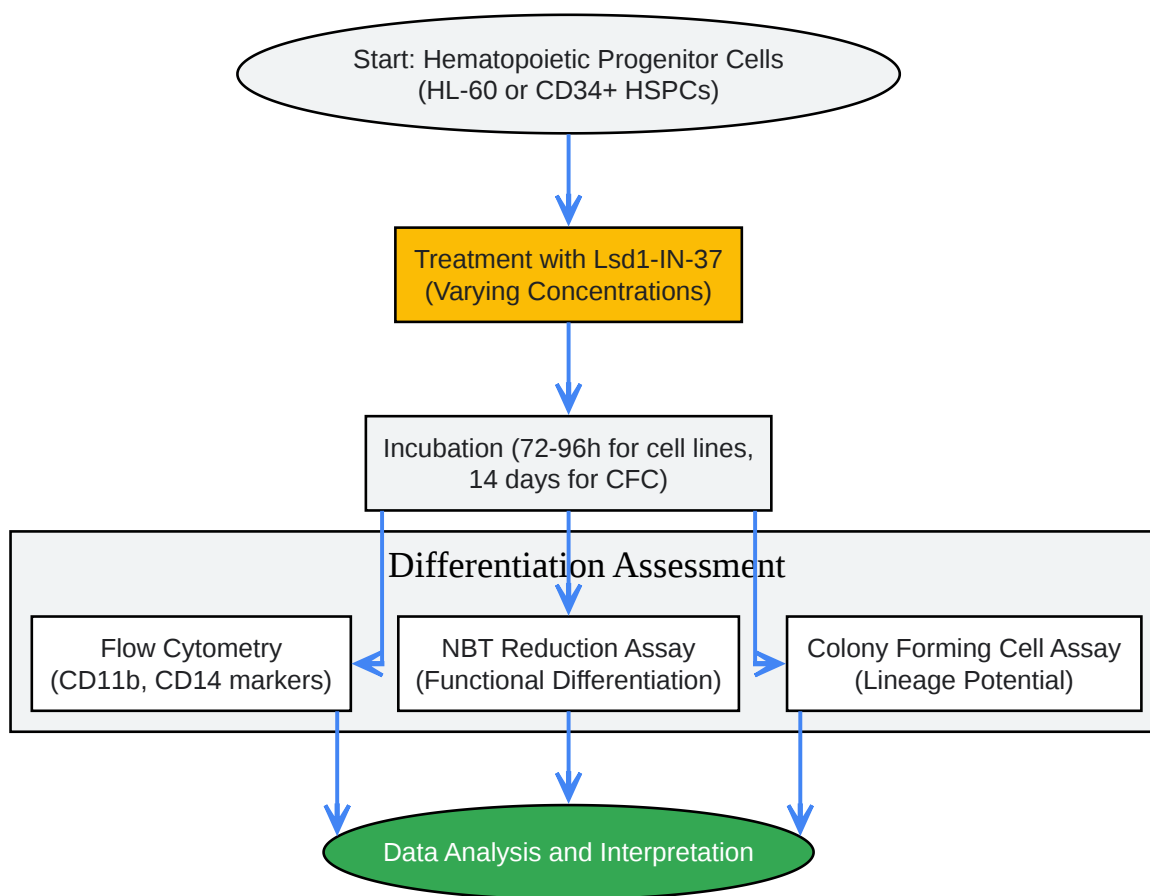 Start: Hematopoietic Progenitor Cells
(HL-60 or CD34+ HSPCs)
Treatment with Lsd1-IN-37
(Varying Concentrations)
Incubation (72-96h for cell lines,
14 days for CFC)
Differentiation Assessment
Flow Cytometry
(CD11b, CD14 markers)
NBT Reduction Assay
(Functional Differentiation)
Colony Forming Cell Assay
(Lineage Potential)
Data Analysis and Interpretation